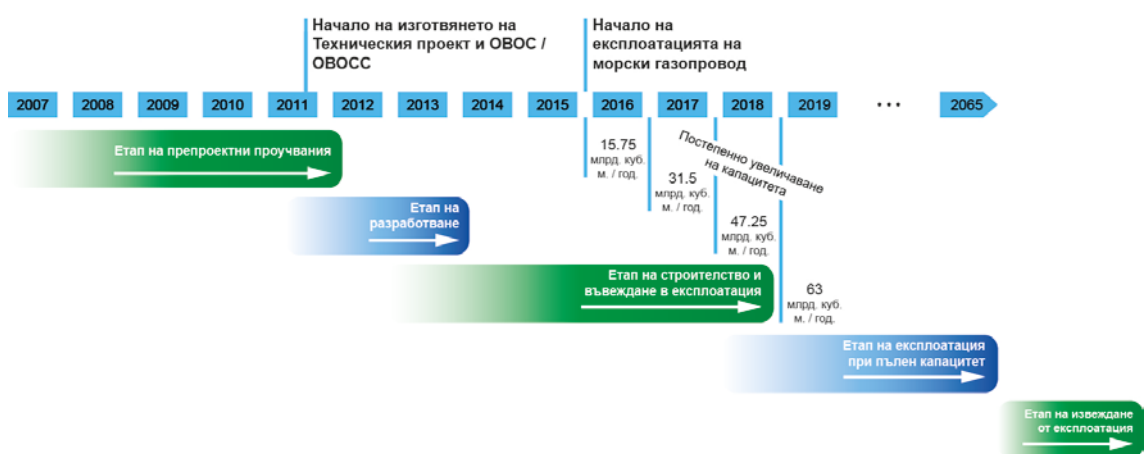 Начало на изготвянето на
Техническия проект и ОВОС /
ОВОСС
Начало на
експлоатацията на
морски газопровод
2007 2008 2009 2010 2011 2012 2013 2014 2015 2016 2017 2018 2019 ... 2065
Етап на препроектни проучвания
15.75
млрд. куб.
м. / год.
Постепенно увеличаване
на капацитета
31.5
млрд. куб.
м. / год.
Етап на
разработване
47.25
млрд. куб.
м. / год.
Етап на строителство и
въвеждане в експлоатация
63
млрд. куб.
м. / год.
Етап на експлоатация
при пълен капацитет
Етап на извеждане
от експлоатация